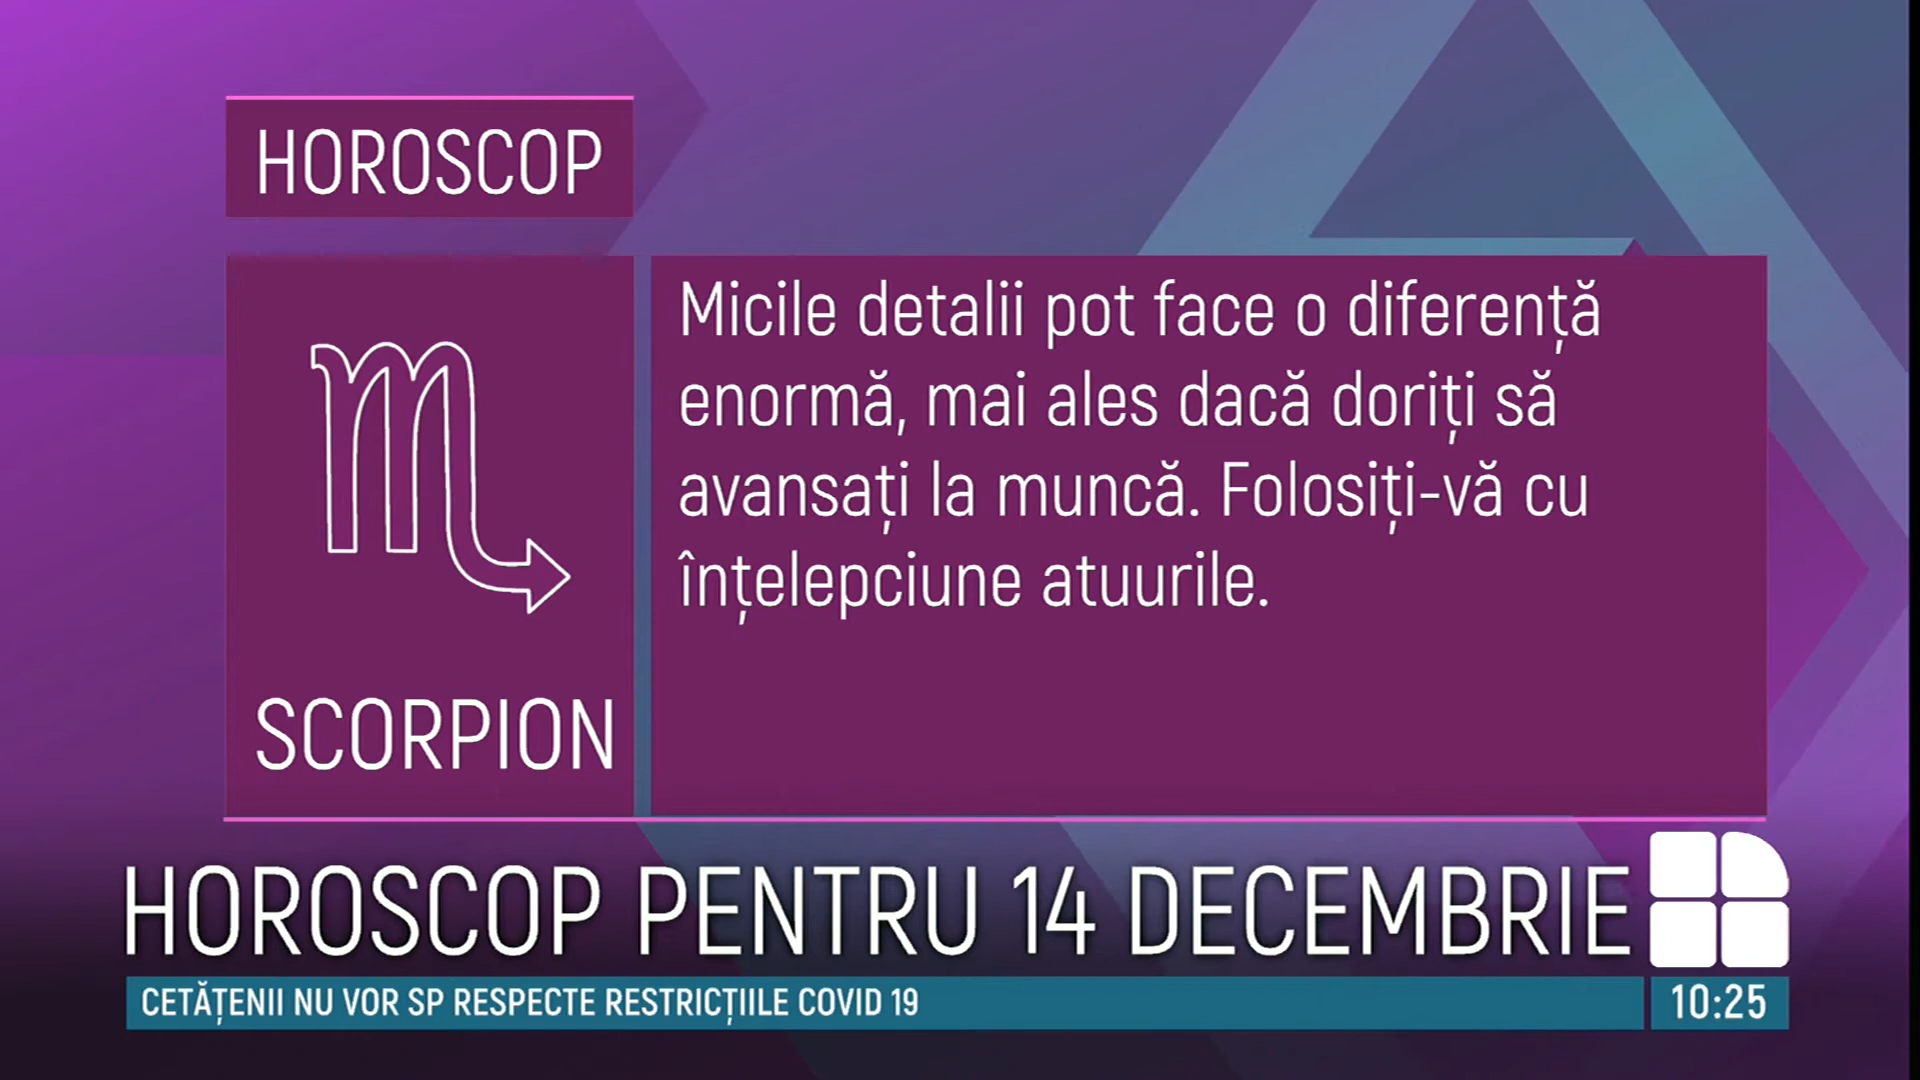 HOROSCOP
SCORPION
Micile detalii pot face o diferență
enormă, mai ales dacă doriți să
avansați la muncă. Folosiți-vă cu
înțelepciune atuurile.
HOROSCOP PENTRU 14 DECEMBRIE
CETĂȚENII NU VOR SP RESPECTE RESTRICȚIILE COVID 19
10:25